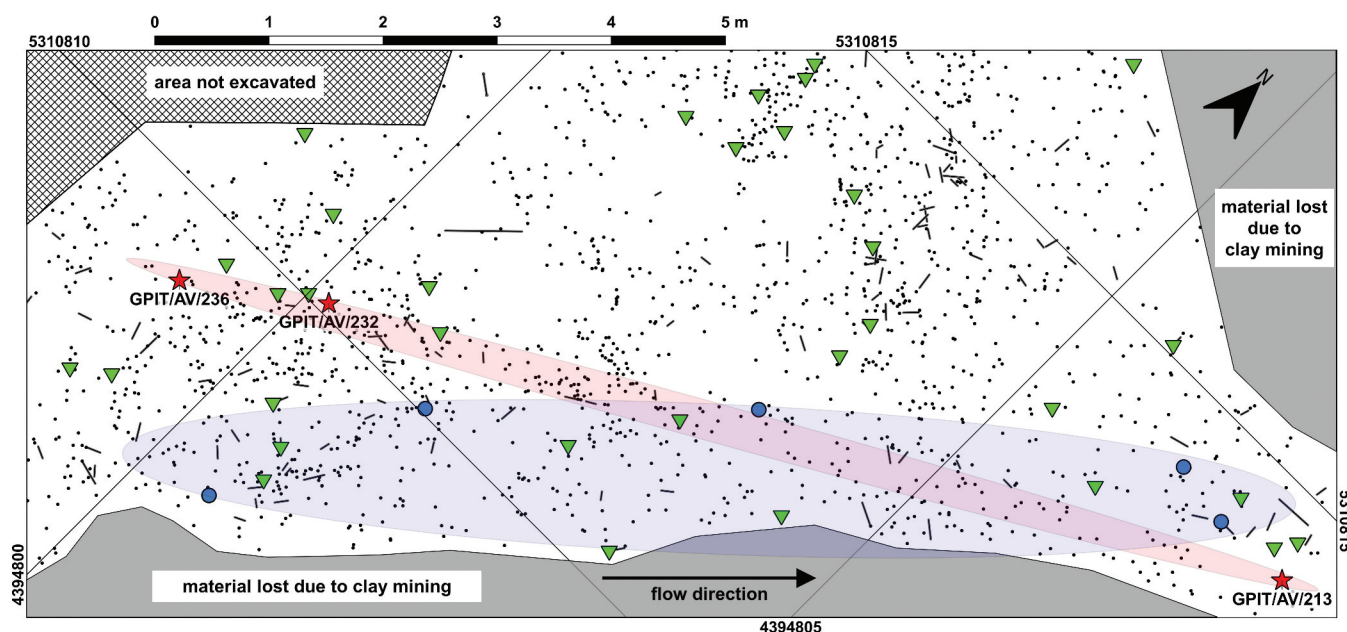 0 1 2 3 4 5 m
5310810
5310815
area not excavated
N
material lost
due to
clay mining
GPIT/AV/236
GPIT/AV/232
5310815
4394800
material lost due to clay mining
flow direction
GPIT/AV/213
4394805